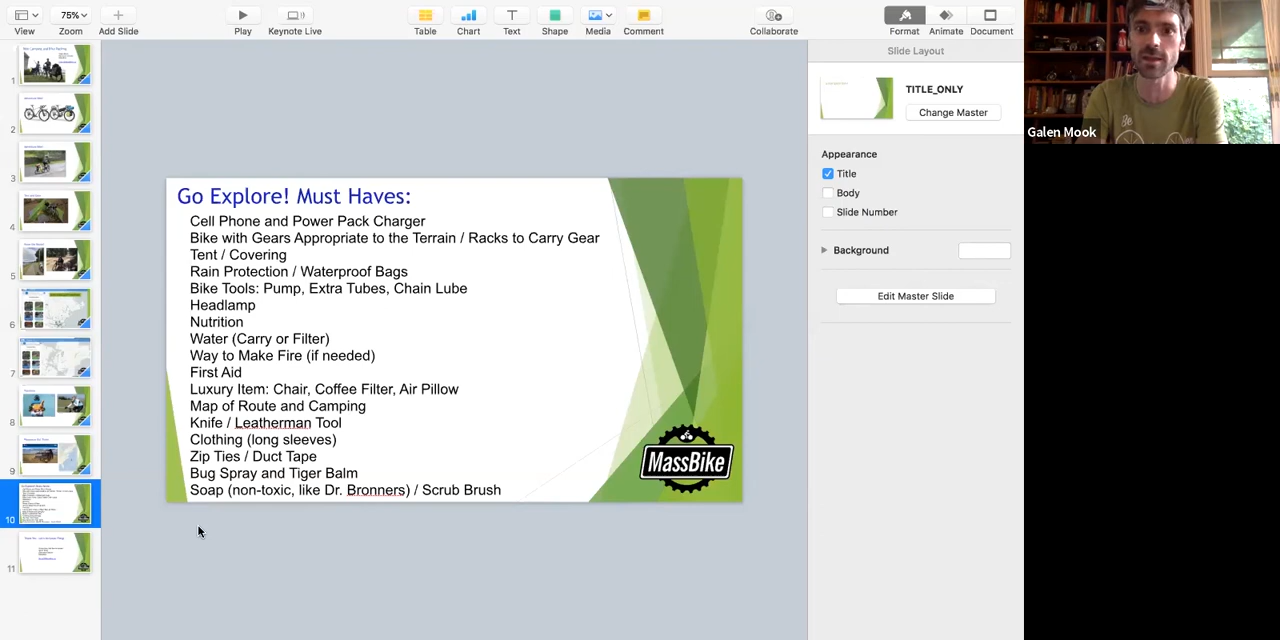 View
75%
Zoom
Add Slide
Play
Keynote Live
Table
Chart
Text
Shape
Media
Comment
Collaborate
Format
Animate
Document
1
2
3
4
5
6
7
8
9
10
11
Go Explore! Must Haves:
Cell Phone and Power Pack Charger
Bike with Gears Appropriate to the Terrain / Racks to Carry Gear
Tent / Covering
Rain Protection / Waterproof Bags
Bike Tools: Pump, Extra Tubes, Chain Lube
Headlamp
Nutrition
Water (Carry or Filter)
Way to Make Fire (if needed)
First Aid
Luxury Item: Chair, Coffee Filter, Air Pillow
Map of Route and Camping
Knife / Leatherman Tool
Clothing (long sleeves)
Zip Ties / Duct Tape
Bug Spray and Tiger Balm
Soap (non-toxic, like Dr. Bronners) / Scrub Brush
MassBike
Slide Layout
TITLE_ONLY
Change Master
Appearance
Title
Body
Slide Number
Background
Edit Master Slide
Be
Galen Mook